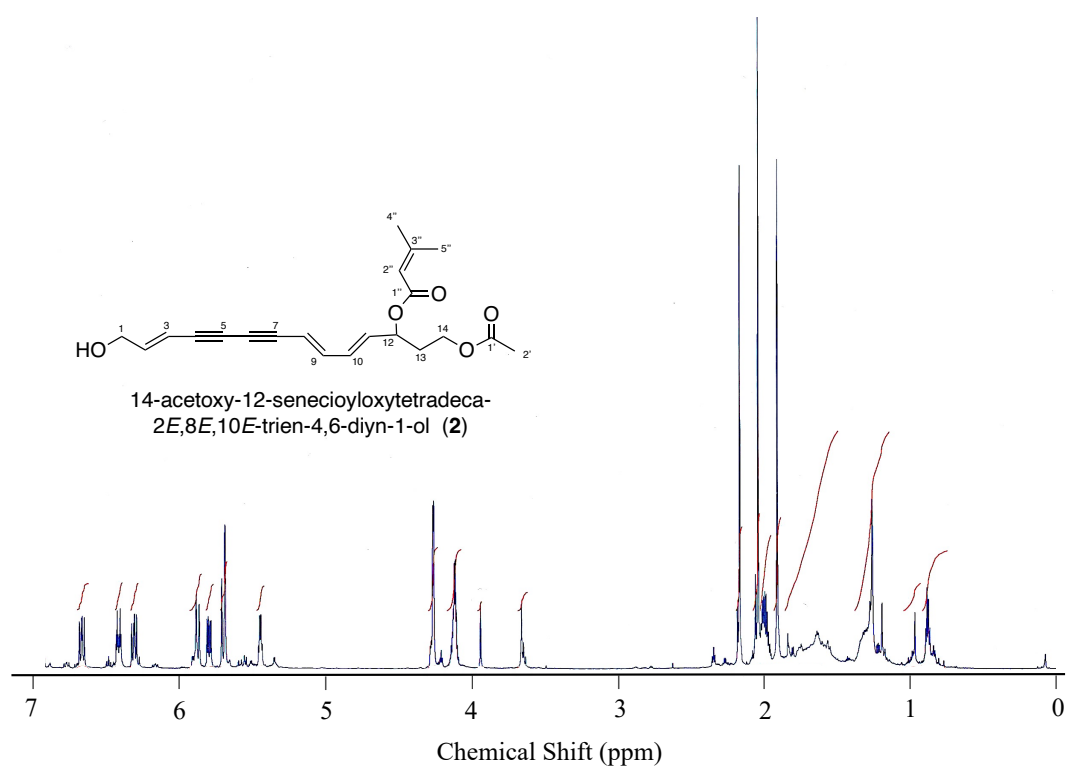 4''
3''
5''
2''
1''
O
O
O
1
3
5
7
14
1'
HO
12
O
2'
9
10
13
14-acetoxy-12-senecioyloxytetradeca-
2E,8E,10E-trien-4,6-diyn-1-ol (2)
7 6 5 4 3 2 1 0
Chemical Shift (ppm)